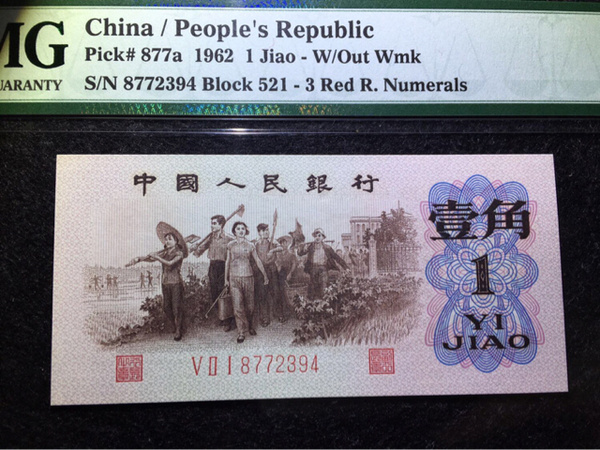 MG
UARANTY
China / People's Republic
Pick# 877a 1962 1 Jiao - W/Out Wmk
S/N 8772394 Block 521 - 3 Red R. Numerals
中國人民銀行
壹角
1
YI
JIAO
V II I 8772394